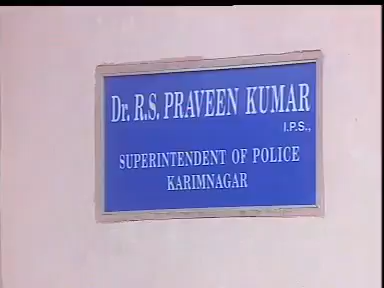 Dr. R.S. PRAVEEN KUMAR
I.P.S.,
SUPERINTENDENT OF POLICE
KARIMNAGAR